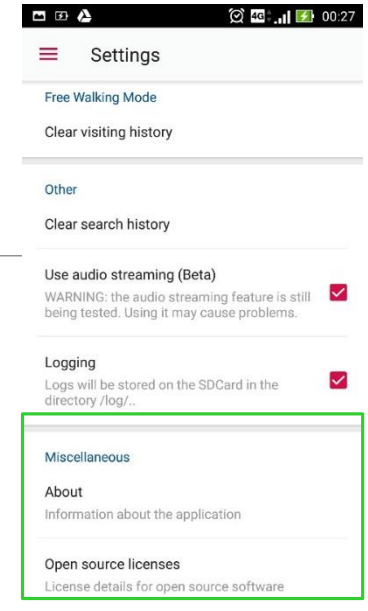 4G 00:27
Settings
Free Walking Mode
Clear visiting history
Other
Clear search history
Use audio streaming (Beta)
WARNING: the audio streaming feature is still
being tested. Using it may cause problems.
Logging
Logs will be stored on the SDCard in the
directory /log/..
Miscellaneous
About
Information about the application
Open source licenses
License details for open source software